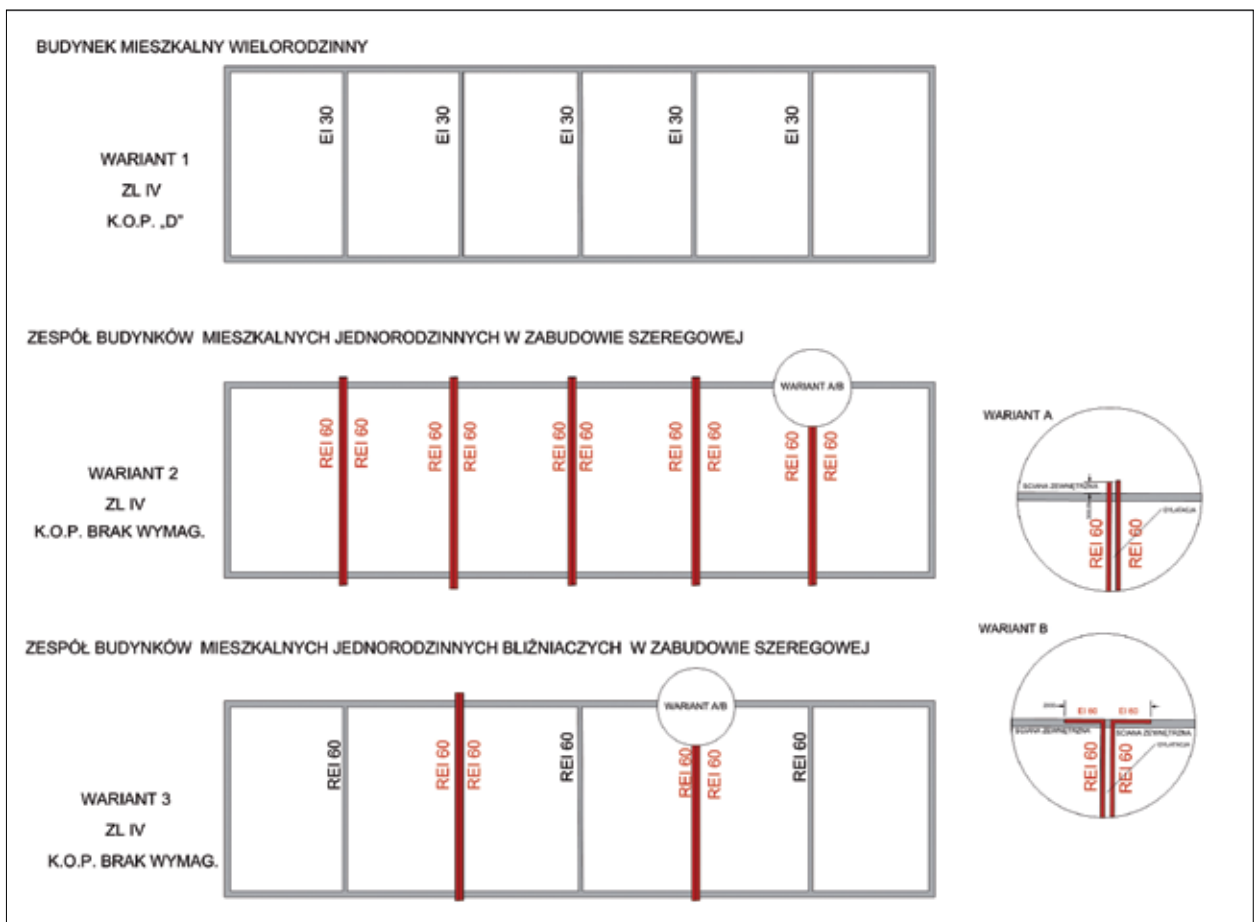 BUDYNEK MIESZKALNY WIELORODZINNY
WARIANT 1
ZL IV
K.O.P. „D”
EI 30
EI 30
EI 30
EI 30
EI 30
ZESPÓŁ BUDYNKÓW MIESZKALNYCH JEDNORODZINNYCH W ZABUDOWIE SZEREGOWEJ
WARIANT 2
ZL IV
K.O.P. BRAK WYMAG.
REI 60
REI 60
REI 60
REI 60
REI 60
REI 60
REI 60
REI 60
REI 60
REI 60
WARIANT A/B
WARIANT A
ŚCIANA ZEWNĘTRZNA
DYLATACJA
REI 60
REI 60
ZESPÓŁ BUDYNKÓW MIESZKALNYCH JEDNORODZINNYCH BLIŹNIACZYCH W ZABUDOWIE SZEREGOWEJ
WARIANT 3
ZL IV
K.O.P. BRAK WYMAG.
REI 60
REI 60
REI 60
REI 60
REI 60
REI 60
REI 60
WARIANT A/B
WARIANT B
EI 60
EI 60
ŚCIANA ZEWNĘTRZNA
ŚCIANA ZEWNĘTRZNA
DYLATACJA
REI 60
REI 60